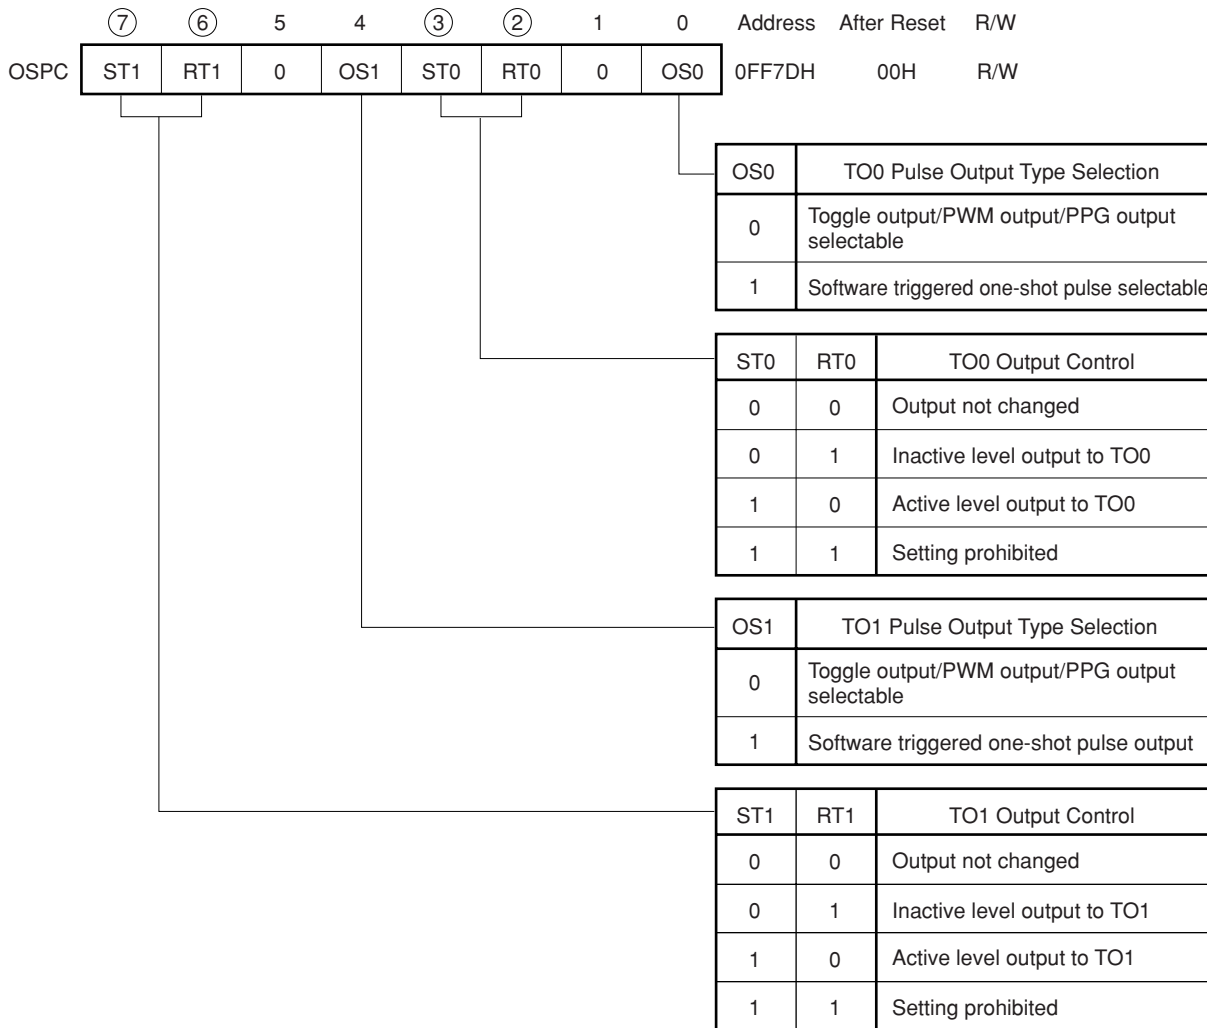 7 6 5 4 3 2 1 0 Address After Reset R/W
OSPC ST1 RT1 0 OS1 ST0 RT0 0 OS0 0FF7DH 00H R/W
OS0 TO0 Pulse Output Type Selection
0 Toggle output/PWM output/PPG output
selectable
1 Software triggered one-shot pulse selectable
ST0 RT0 TO0 Output Control
0 0 Output not changed
0 1 Inactive level output to TO0
1 0 Active level output to TO0
1 1 Setting prohibited
OS1 TO1 Pulse Output Type Selection
0 Toggle output/PWM output/PPG output
selectable
1 Software triggered one-shot pulse output
ST1 RT1 TO1 Output Control
0 0 Output not changed
0 1 Inactive level output to TO1
1 0 Active level output to TO1
1 1 Setting prohibited